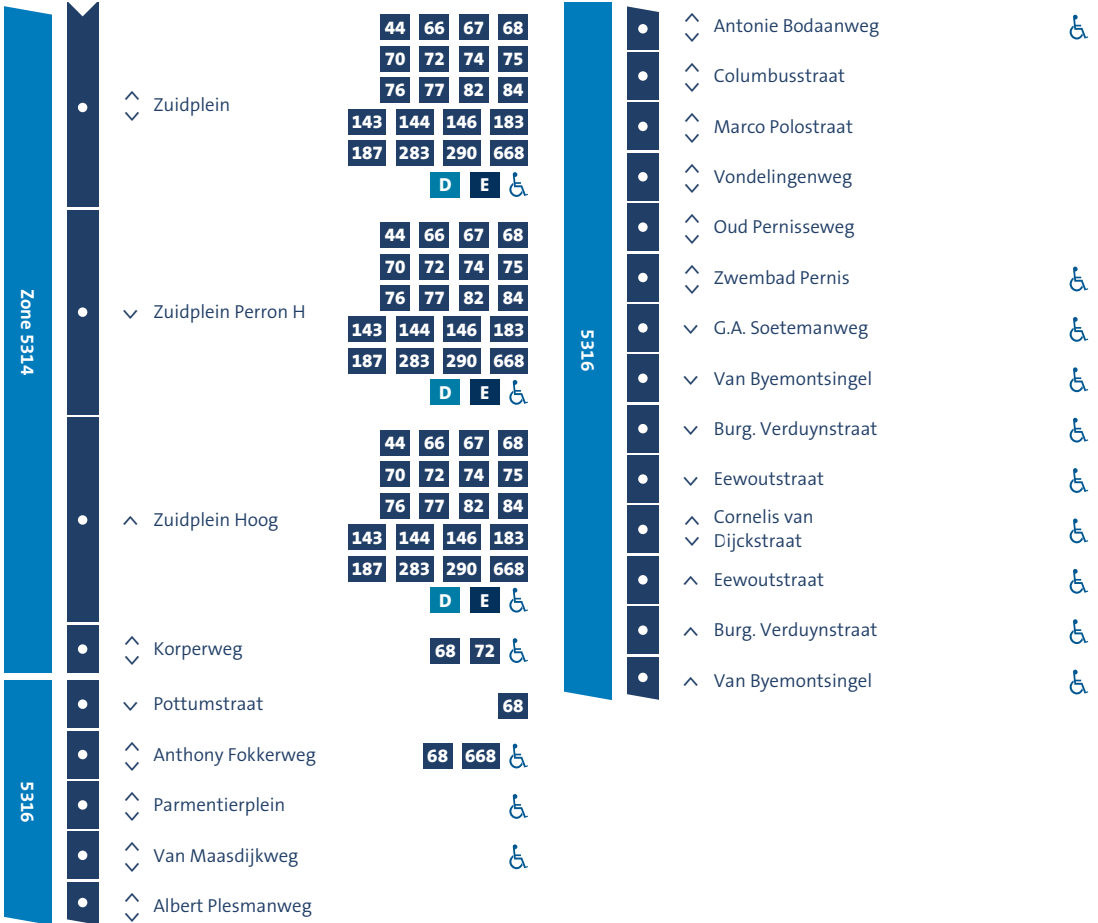 Zone 5314
Zuidplein
44 66 67 68
70 72 74 75
76 77 82 84
143 144 146 183
187 283 290 668
D E
Zuidplein Perron H
44 66 67 68
70 72 74 75
76 77 82 84
143 144 146 183
187 283 290 668
D E
Zuidplein Hoog
44 66 67 68
70 72 74 75
76 77 82 84
143 144 146 183
187 283 290 668
D E
Korperweg 68 72
5316
Pottumstraat 68
Anthony Fokkerweg 68 668
Parmentierplein
Van Maasdijkweg
Albert Plesmanweg
5316
Antonie Bodaanweg
Columbusstraat
Marco Polostraat
Vondelingenweg
Oud Pernisseweg
Zwembad Pernis
G.A. Soetemanweg
Van Byemontsingel
Burg. Verduynstraat
Eewoutstraat
Cornelis van
Dijckstraat
Eewoutstraat
Burg. Verduynstraat
Van Byemontsingel